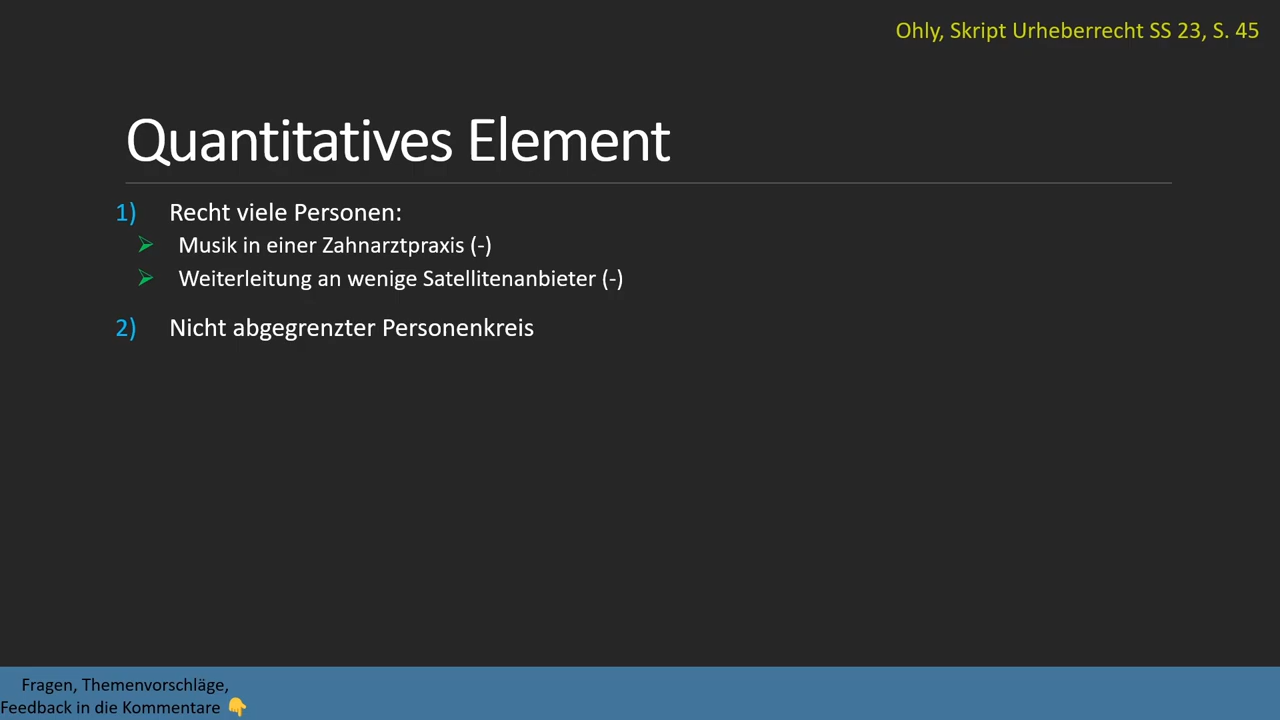 Ohly, Skript Urheberrecht SS 23, S. 45
Quantitatives Element
1) Recht viele Personen:
➢ Musik in einer Zahnarztpraxis (-)
➢ Weiterleitung an wenige Satellitenanbieter (-)
2) Nicht abgegrenzter Personenkreis
Fragen, Themenvorschläge,
Feedback in die Kommentare 👇